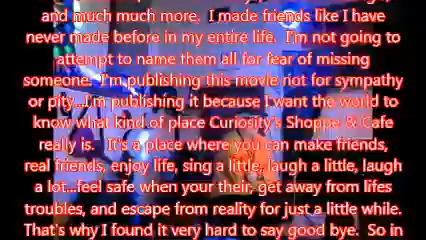 and much much more.  I made friends like I have
never made before in my entire life.  I'm not going to
attempt to name them all for fear of missing
someone.  I'm publishing this movie not for sympathy
or pity...I'm publishing it because I want the world to
know what kind of place Curiosity's Shoppe & Cafe
really is.   It's a place where you can make friends,
real friends, enjoy life, sing a little, laugh a little, laugh
a lot...feel safe when your their, get away from lifes
troubles, and escape from reality for just a little while.
That's why I found it very hard to say good bye.  So in